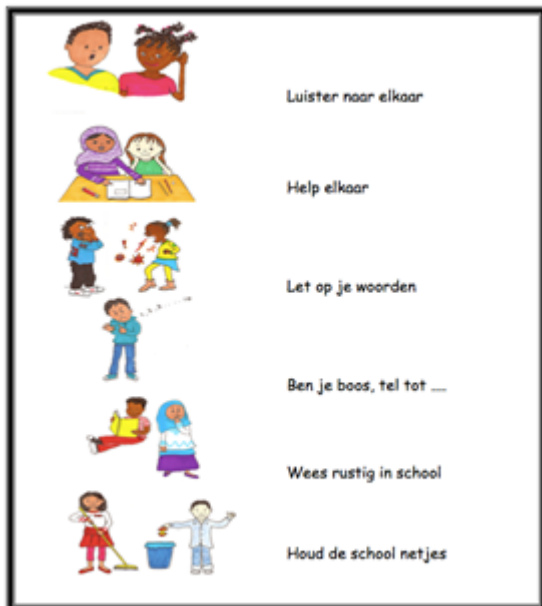 Luister naar elkaar
Help elkaar
Let op je woorden
Ben je boos, tel tot ....
Wees rustig in school
Houd de school netjes